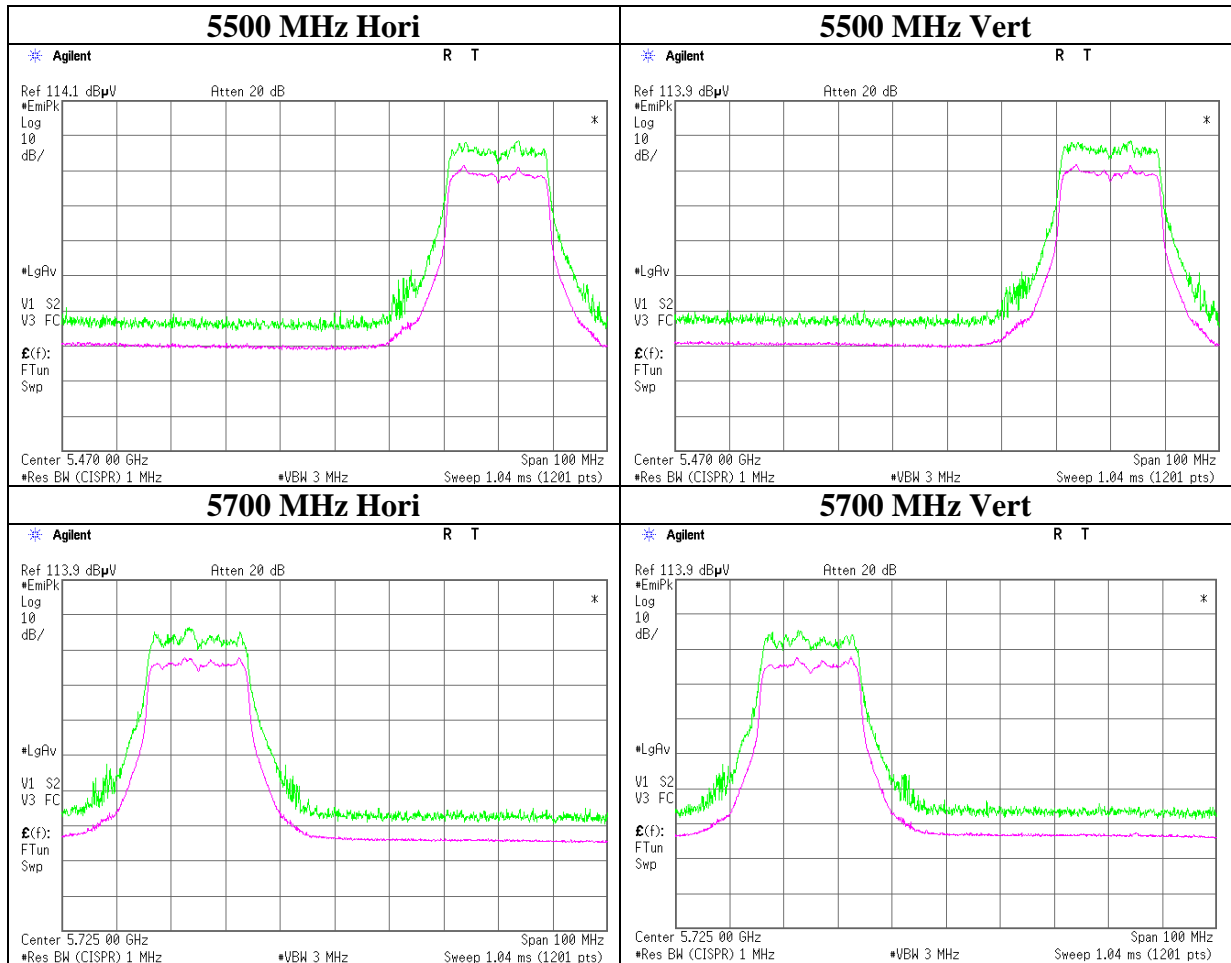 5500 MHz Hori
Agilent
R T
Ref 114.1 dBµV Atten 20 dB
#EmiPk
Log
10
dB/
*
#LgAv
V1 S2
V3 FC
£(f):
FTun
Swp
Center 5.470 00 GHz Span 100 MHz
#Res BW (CISPR) 1 MHz #VBW 3 MHz Sweep 1.04 ms (1201 pts)
5500 MHz Vert
Agilent
R T
Ref 113.9 dBµV Atten 20 dB
#EmiPk
Log
10
dB/
*
#LgAv
V1 S2
V3 FC
£(f):
FTun
Swp
Center 5.470 00 GHz Span 100 MHz
#Res BW (CISPR) 1 MHz #VBW 3 MHz Sweep 1.04 ms (1201 pts)
5700 MHz Hori
Agilent
R T
Ref 113.9 dBµV Atten 20 dB
#EmiPk
Log
10
dB/
*
#LgAv
V1 S2
V3 FC
£(f):
FTun
Swp
Center 5.725 00 GHz Span 100 MHz
#Res BW (CISPR) 1 MHz #VBW 3 MHz Sweep 1.04 ms (1201 pts)
5700 MHz Vert
Agilent
R T
Ref 113.9 dBµV Atten 20 dB
#EmiPk
Log
10
dB/
*
#LgAv
V1 S2
V3 FC
£(f):
FTun
Swp
Center 5.725 00 GHz Span 100 MHz
#Res BW (CISPR) 1 MHz #VBW 3 MHz Sweep 1.04 ms (1201 pts)